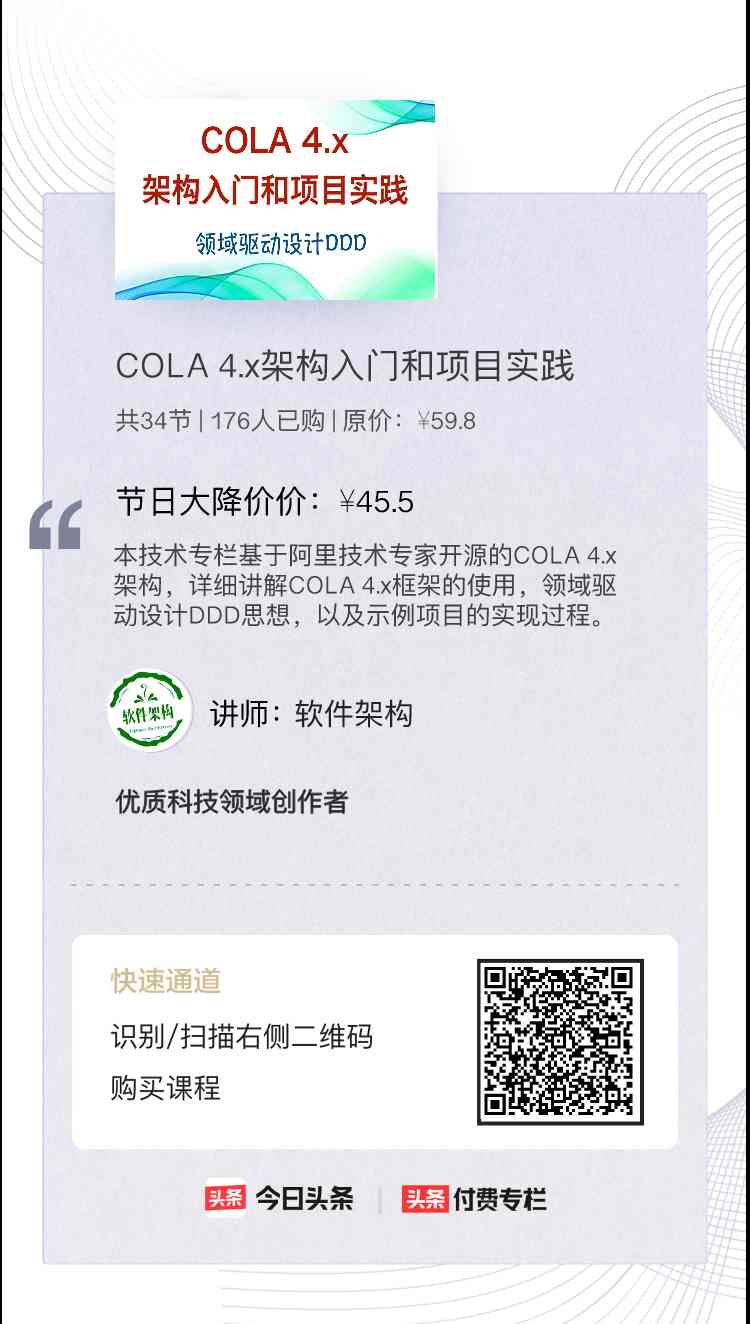 COLA 4.x
架构入门和项目实践
领域驱动设计DDD
COLA 4.x架构入门和项目实践
共34节 | 176人已购 | 原价：¥59.8
节日大降价价：¥45.5
本技术专栏基于阿里技术专家开源的COLA 4.x
架构，详细讲解COLA 4.x框架的使用，领域驱
动设计DDD思想，以及示例项目的实现过程。
软件架构
讲师：软件架构
优质科技领域创作者
快速通道
识别/扫描右侧二维码
购买课程
头条 今日头条 | 头条 付费专栏